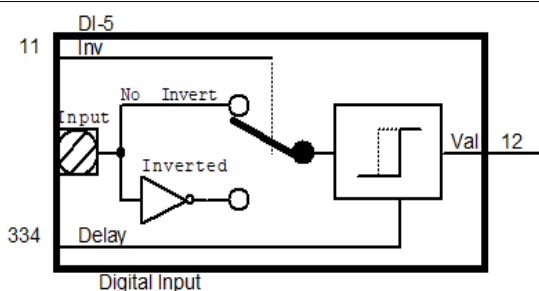 DI-5
11 Inv
No Invert
Input
Inverted
Val 12
334 Delay
Digital Input